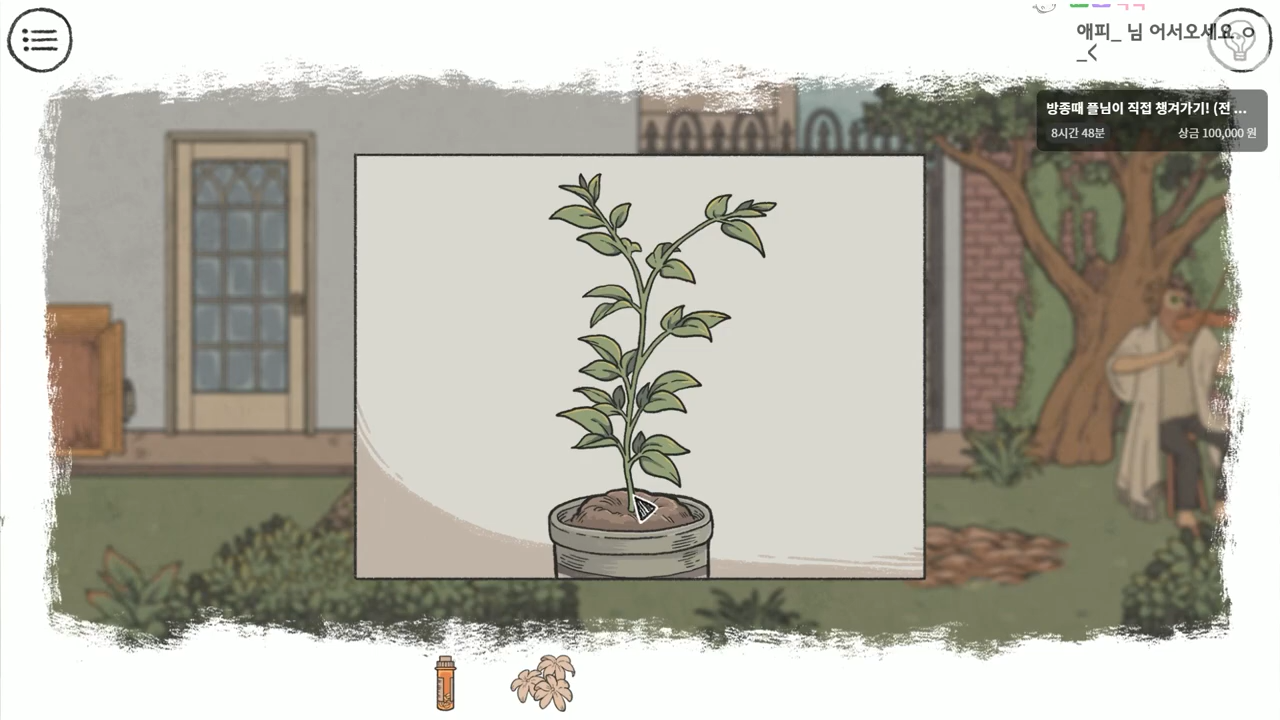 애피_ 님 어서오세요 ㅇ
_<
방종때 플님이 직접 챙겨가기! (전 ...
8시간 48분
상금 100,000 원